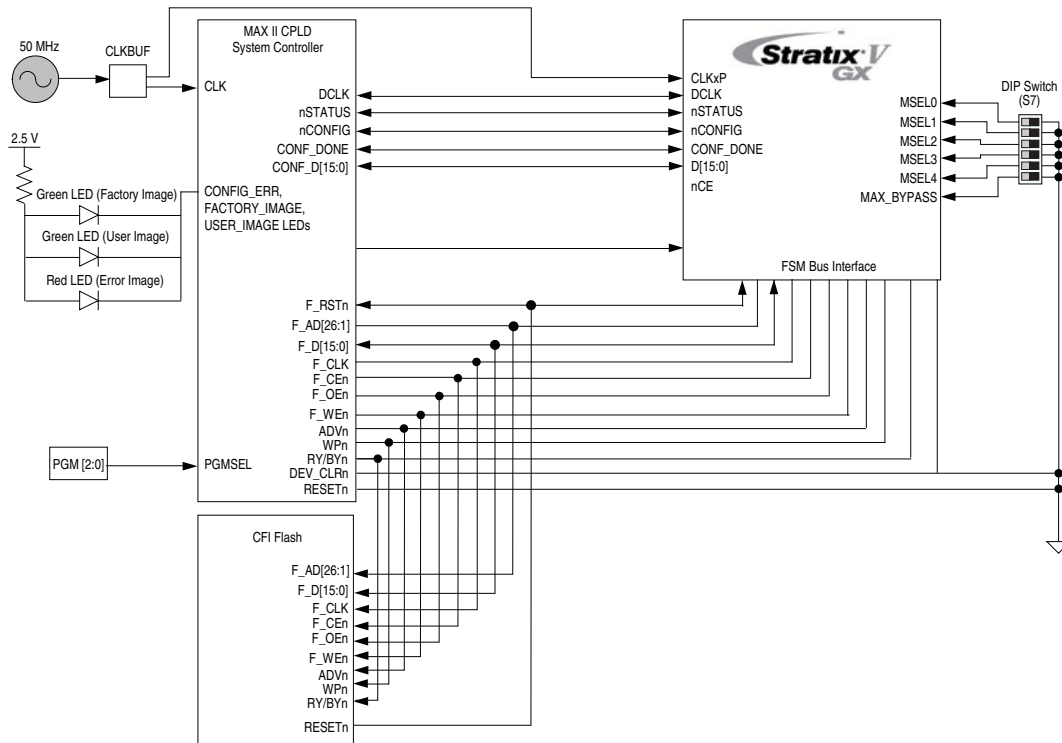 MAX II CPLD
System Controller
50 MHz
CLKBUF
CLK
DCLK
nSTATUS
nCONFIG
CONF_DONE
CONF_D[15:0]
2.5 V
Green LED (Factory Image)
Green LED (User Image)
Red LED (Error Image)
CONFIG_ERR,
FACTORY_IMAGE,
USER_IMAGE LEDs
F_RSTn
F_AD[26:1]
F_D[15:0]
F_CLK
F_CEn
F_OEn
F_WEn
ADVn
WPn
RY/BYn
DEV_CLRn
RESETn
PGM [2:0]
PGMSEL
Stratix V
GX
CLKxP
DCLK
nSTATUS
nCONFIG
CONF_DONE
D[15:0]
nCE
MSEL0
MSEL1
MSEL2
MSEL3
MSEL4
MAX_BYPASS
FSM Bus Interface
DIP Switch
(S7)
CFI Flash
F_AD[26:1]
F_D[15:0]
F_CLK
F_CEn
F_OEn
F_WEn
ADVn
WPn
RY/BYn
RESETn